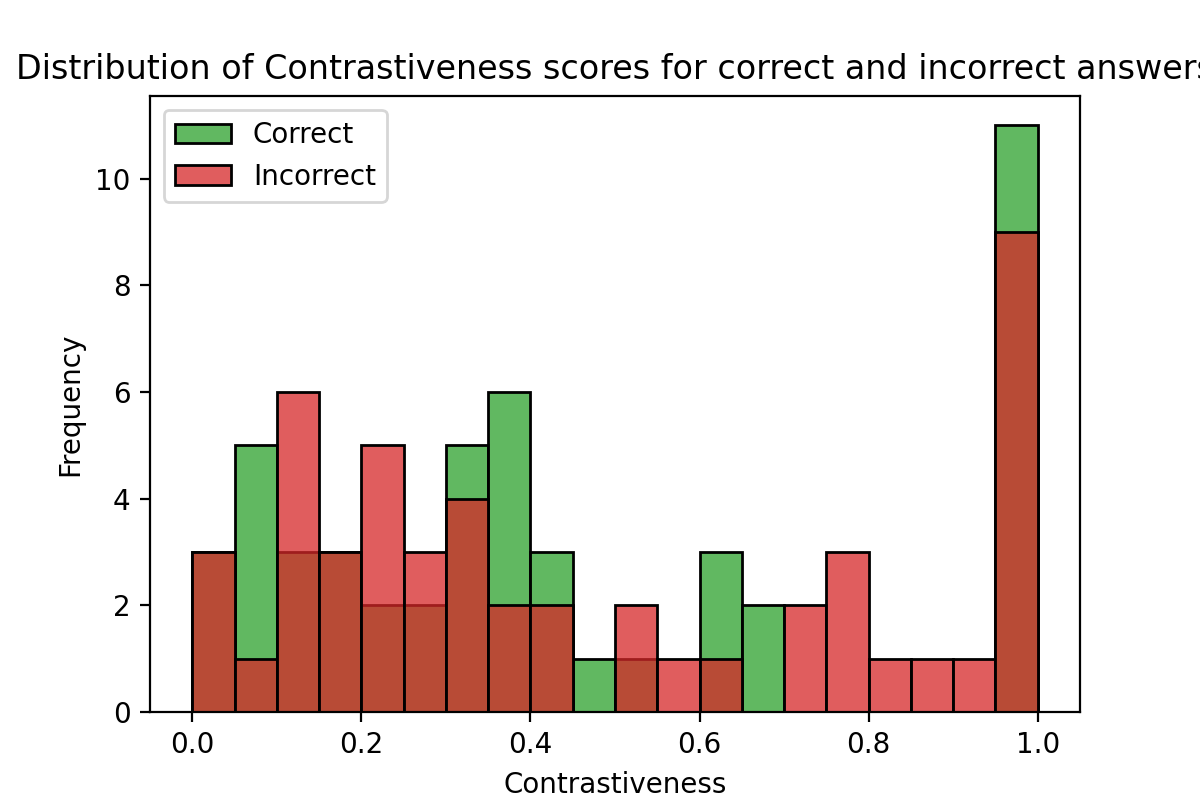 Distribution of Contrastiveness scores for correct and incorrect answers
Correct
Incorrect
10
8
6
4
2
0
Frequency
0.0 0.2 0.4 0.6 0.8 1.0
Contrastiveness